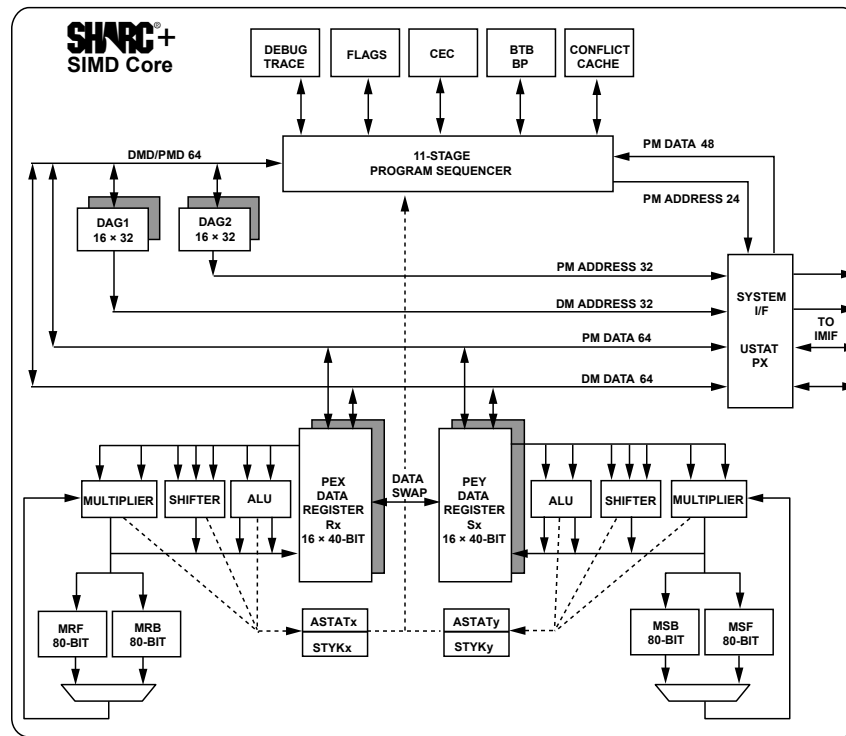 SHARC®+
SIMD Core
DEBUG
TRACE
FLAGS
CEC
BTB
BP
CONFLICT
CACHE
DMD/PMD 64
11-STAGE
PROGRAM SEQUENCER
PM DATA 48
PM ADDRESS 24
DAG1
16 × 32
DAG2
16 × 32
PM ADDRESS 32
DM ADDRESS 32
PM DATA 64
DM DATA 64
SYSTEM
I/F
USTAT
PX
TO
IMIF
MULTIPLIER
SHIFTER
ALU
PEX
DATA
REGISTER
Rx
16 × 40-BIT
DATA
SWAP
PEY
DATA
REGISTER
Sx
16 × 40-BIT
ALU
SHIFTER
MULTIPLIER
MRF
80-BIT
MRB
80-BIT
ASTATx
STYKx
ASTATy
STYKy
MSB
80-BIT
MSF
80-BIT